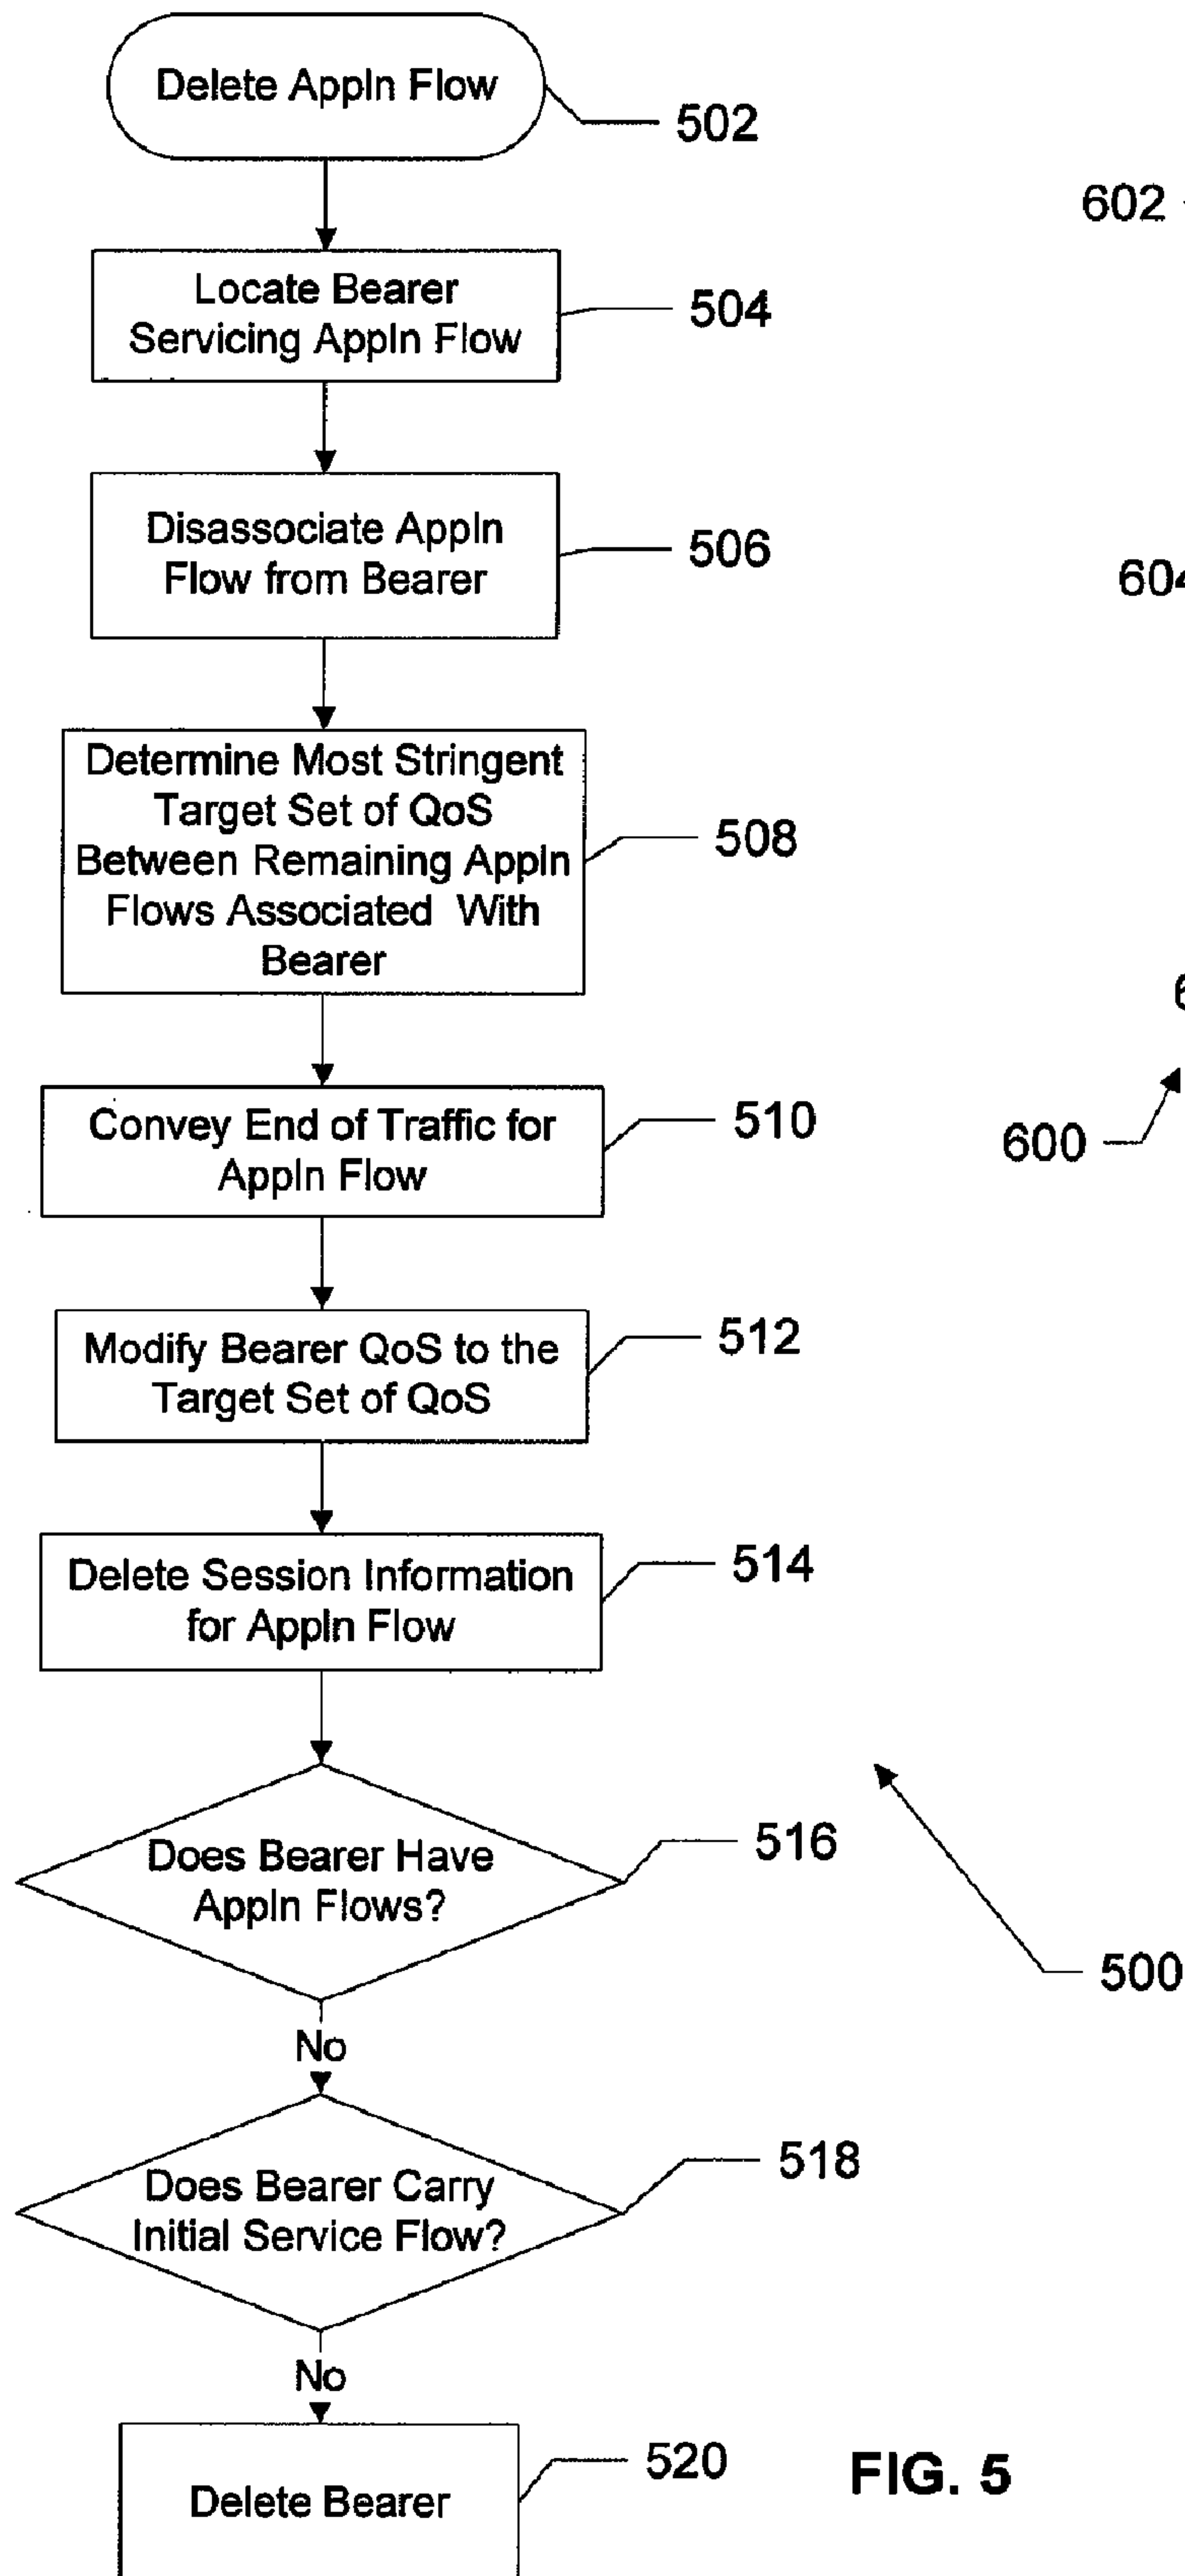 Delete Appln Flow
502
602
Locate Bearer
Servicing Appln Flow
504
Disassociate Appln
Flow from Bearer
506
604
Determine Most Stringent
Target Set of QoS
Between Remaining Appln
Flows Associated With
Bearer
508
600
Convey End of Traffic for
Appln Flow
510
Modify Bearer QoS to the
Target Set of QoS
512
Delete Session Information
for Appln Flow
514
Does Bearer Have
Appln Flows?
516
500
No
Does Bearer Carry
Initial Service Flow?
518
No
Delete Bearer
520
FIG. 5